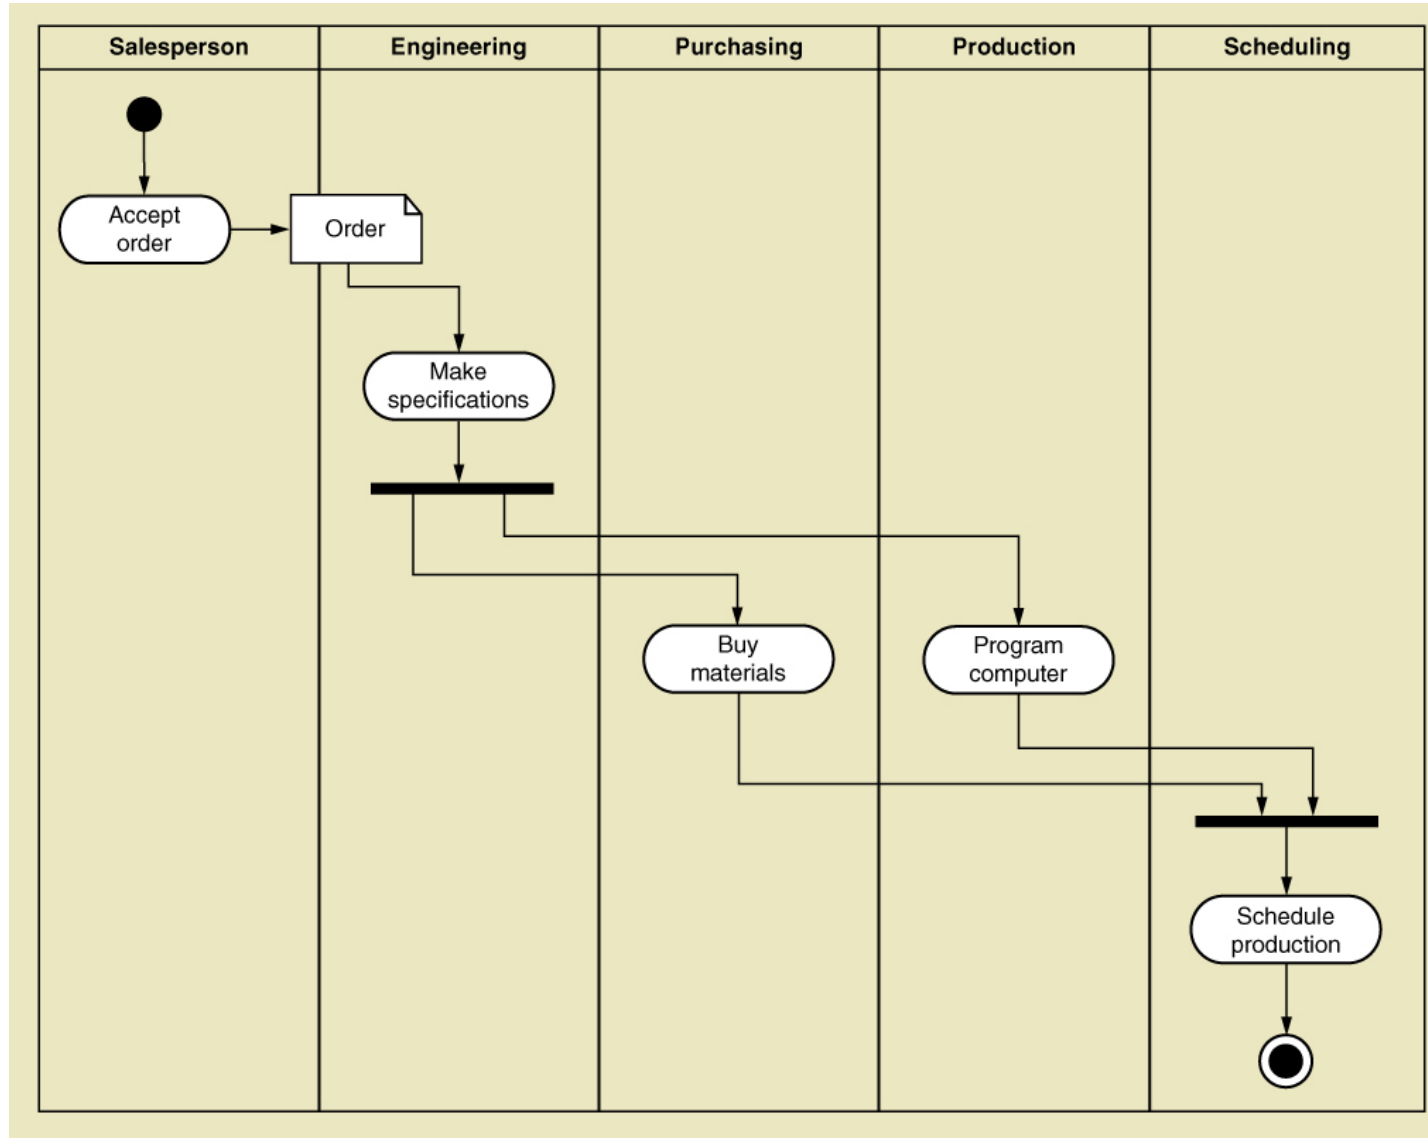 Salesperson
Engineering
Purchasing
Production
Scheduling
Accept
order
Order
Make
specifications
Buy
materials
Program
computer
Schedule
production